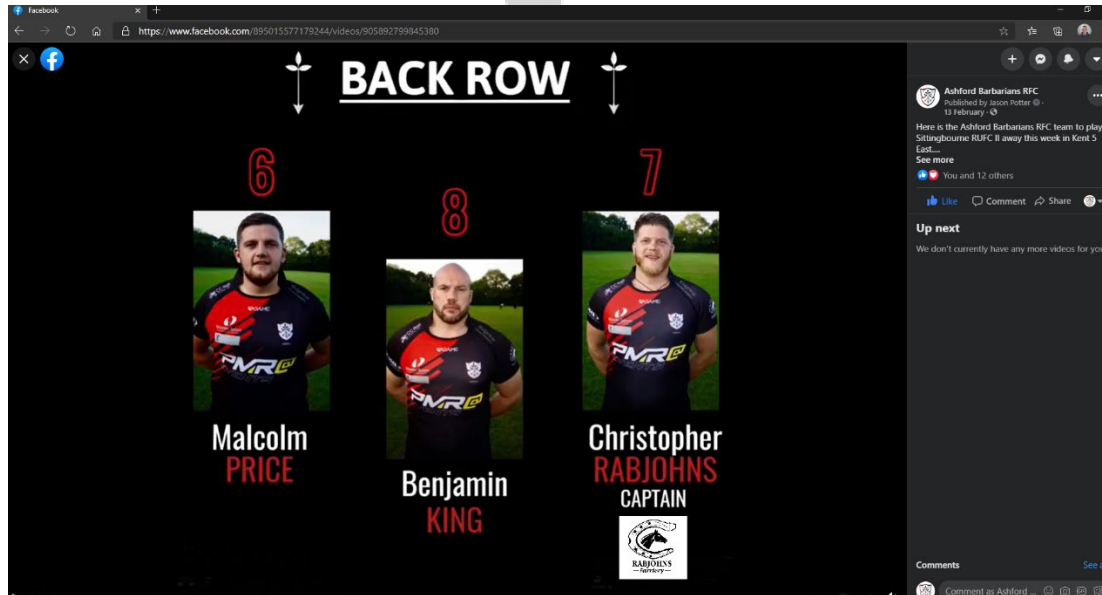 Facebook
https://www.facebook.com/895015577179244/videos/905892799845380
BACK ROW
6
8
7
Malcolm
PRICE
Benjamin
KING
Christopher
RABJOHNS
CAPTAIN
RABJOHNS
Farriery
PMR
PMR
PMR
Ashford Barbarians RFC
Published by Jason Potter
13 February
Here is the Ashford Barbarians RFC team to play
Sittingbourne RUFC II away this week in Kent 5
East....
See more
You and 12 others
Like
Comment
Share
Up next
We don't currently have any more videos for you
Comments
See a
Comment as Ashford ...